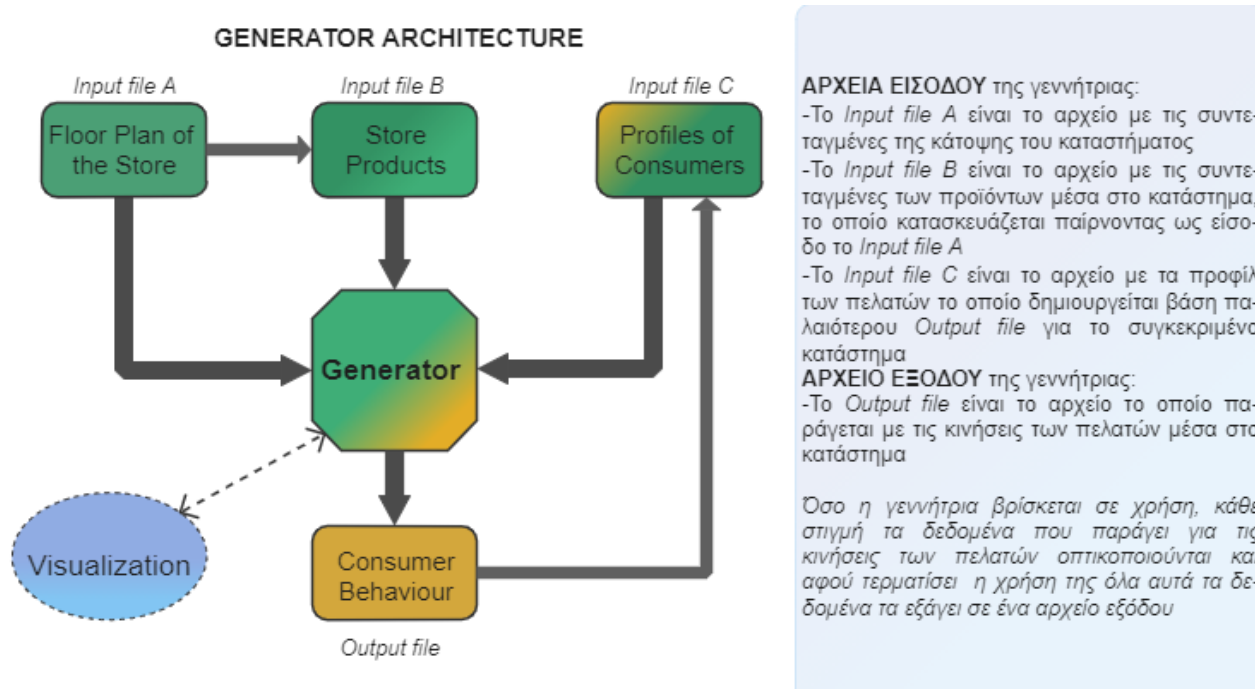 GENERATOR ARCHITECTURE
Input file A
Input file B
Input file C
Floor Plan of
the Store
Store
Products
Profiles of
Consumers
Generator
Visualization
Consumer
Behaviour
Output file
ΑΡΧΕΙΑ ΕΙΣΟΔΟΥ της γεννήτριας:
-Το Input file A είναι το αρχείο με τις συντε-
ταγμένες της κάτοψης του καταστήματος
-Το Input file B είναι το αρχείο με τις συντε-
ταγμένες των προϊόντων μέσα στο κατάστημα,
το οποίο κατασκευάζεται παίρνοντας ως είσο-
δο το Input file A
-Το Input file C είναι το αρχείο με τα προφίλ
των πελατών το οποίο δημιουργείται βάση πα-
λαιότερου Output file για το συγκεκριμένο
κατάστημα
ΑΡΧΕΙΟ ΕΞΟΔΟΥ της γεννήτριας:
-Το Output file είναι το αρχείο το οποίο πα-
ράγεται με τις κινήσεις των πελατών μέσα στο
κατάστημα
Όσο η γεννήτρια βρίσκεται σε χρήση, κάθε
στιγμή τα δεδομένα που παράγει για τις
κινήσεις των πελατών οπτικοποιούνται και
αφού τερματίσει η χρήση της όλα αυτά τα δε-
δομένα τα εξάγει σε ένα αρχείο εξόδου